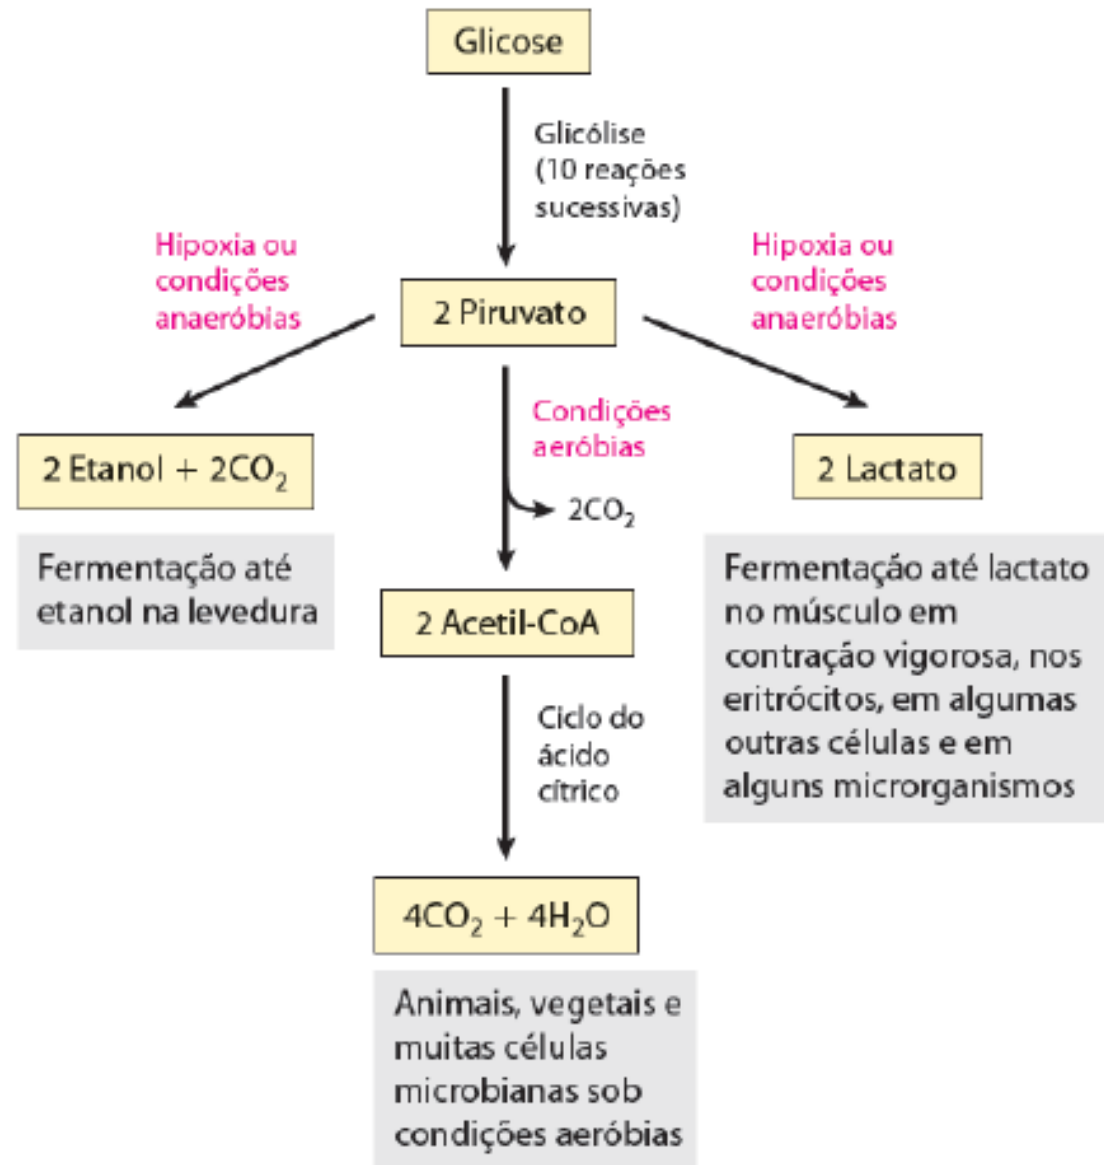 Glicose
Glicólise
(10 reações
sucessivas)
Hipoxia ou
condições
anaeróbias
Hipoxia ou
condições
anaeróbias
2 Piruvato
Condições
aeróbias
2 Etanol + 2CO₂
2 Lactato
2CO₂
Fermentação até
etanol na levedura
Fermentação até lactato
no músculo em
contração vigorosa, nos
eritrócitos, em algumas
outras células e em
alguns microrganismos
2 Acetil-CoA
Ciclo do
ácido
cítrico
4CO₂ + 4H₂O
Animais, vegetais e
muitas células
microbianas sob
condições aeróbias